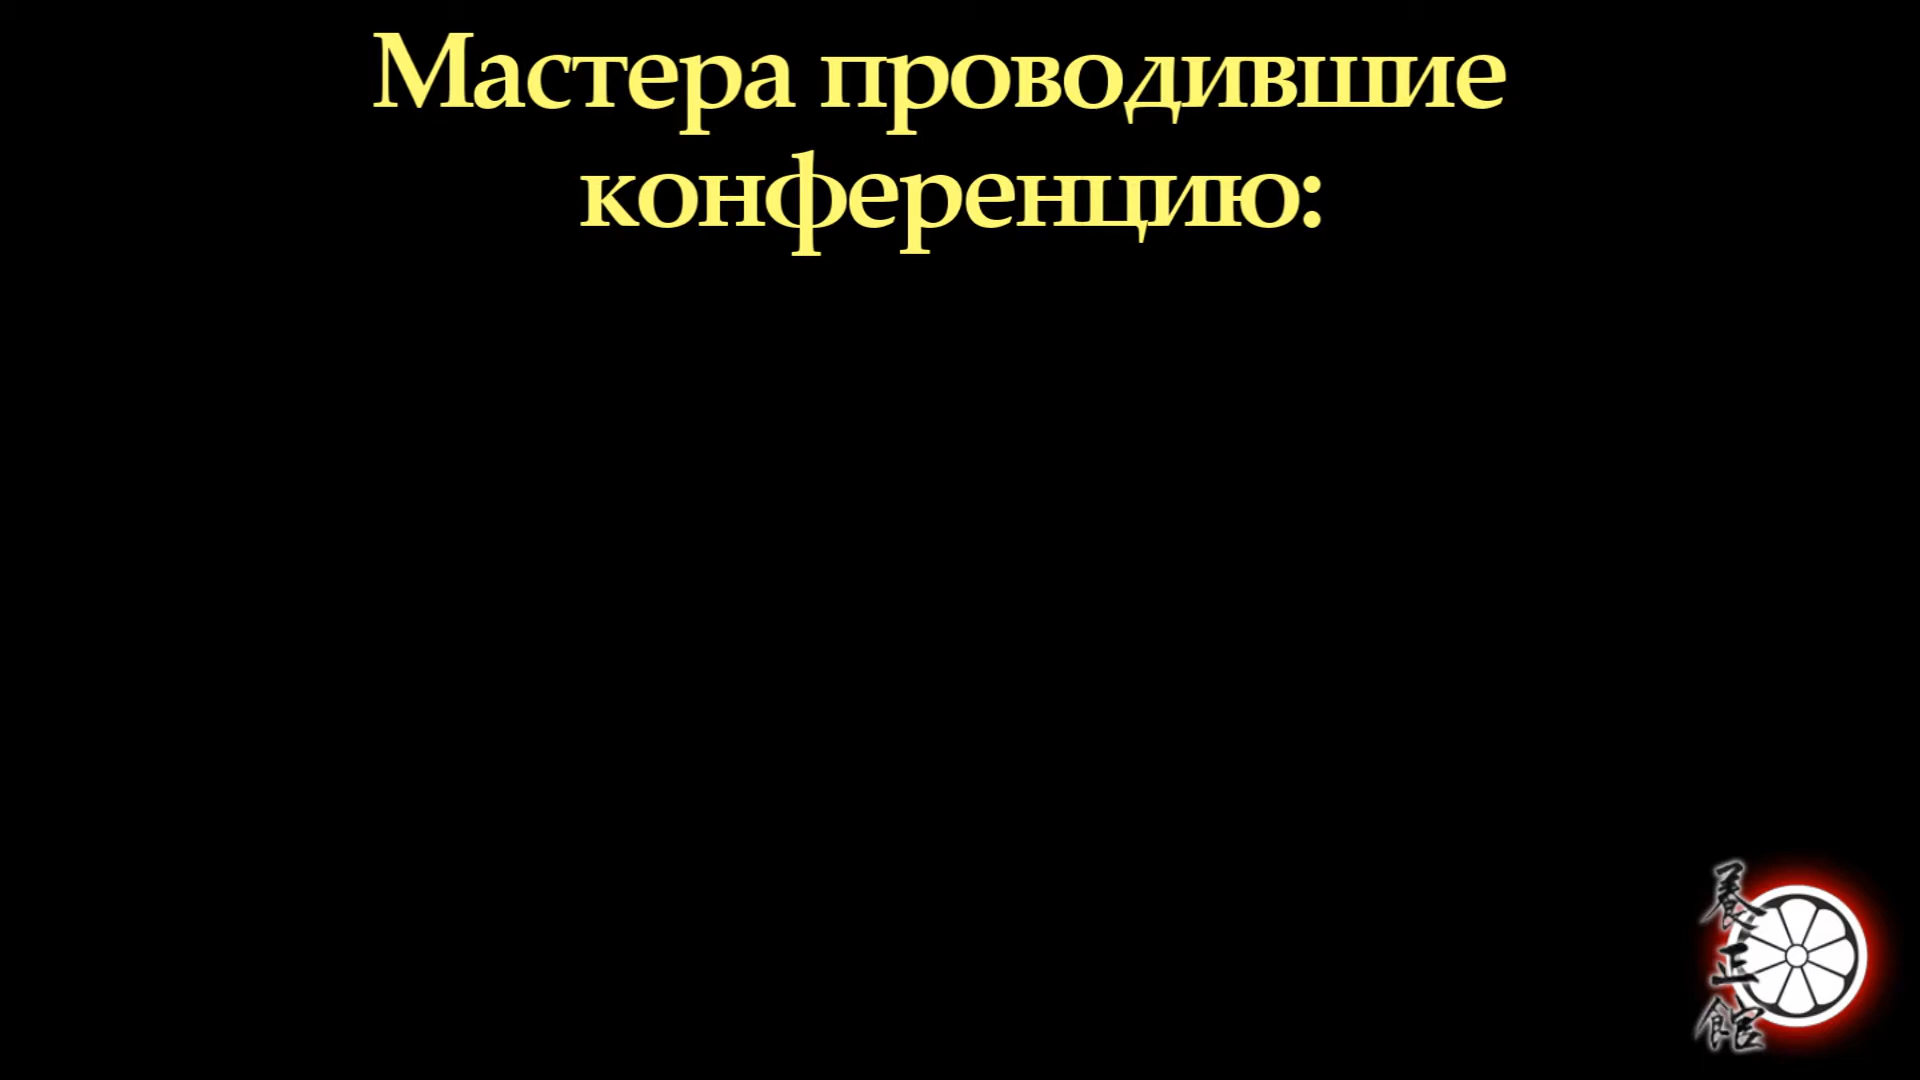 Мастера проводившие
конференцию:
養
正
館